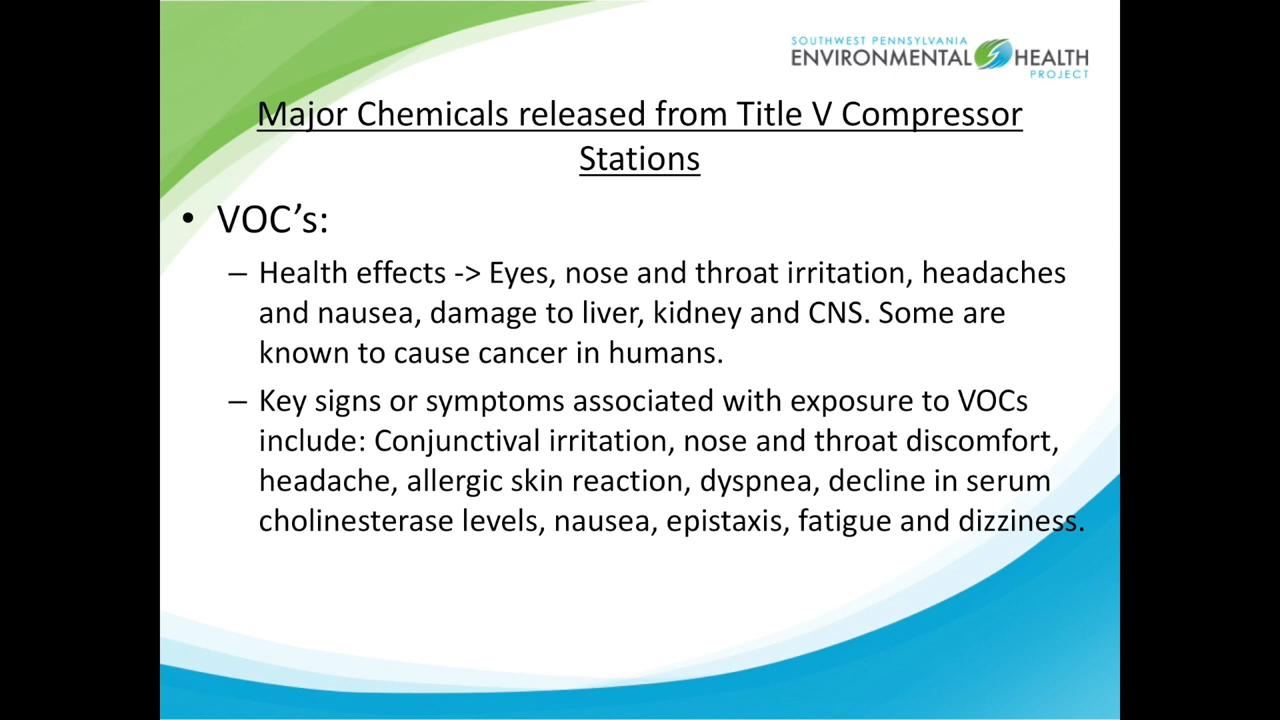 SOUTHWEST PENNSYLVANIA
ENVIRONMENTAL HEALTH
PROJECT
Major Chemicals released from Title V Compressor
Stations
• VOC’s:
– Health effects -> Eyes, nose and throat irritation, headaches
and nausea, damage to liver, kidney and CNS. Some are
known to cause cancer in humans.
– Key signs or symptoms associated with exposure to VOCs
include: Conjunctival irritation, nose and throat discomfort,
headache, allergic skin reaction, dyspnea, decline in serum
cholinesterase levels, nausea, epistaxis, fatigue and dizziness.